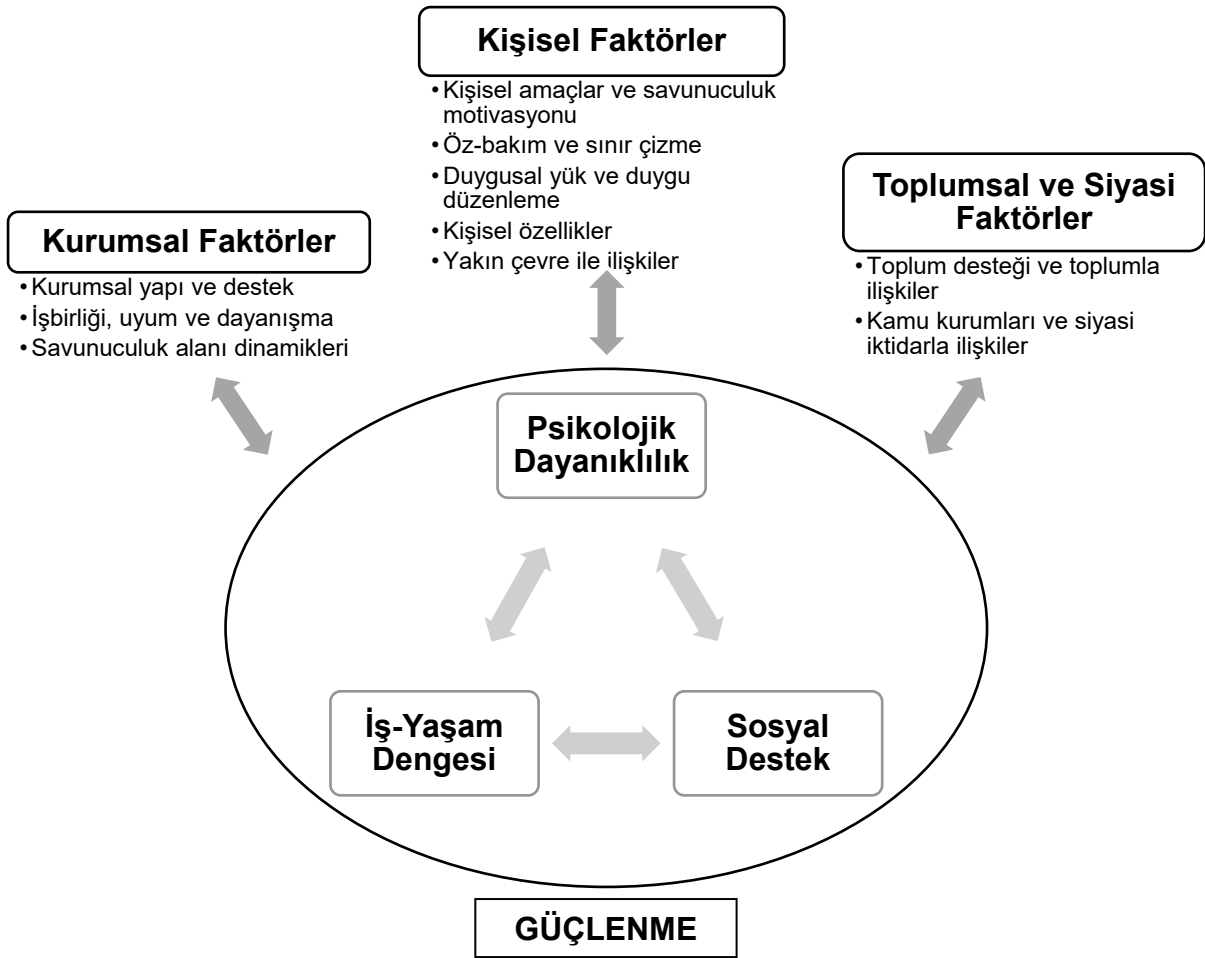 Kişisel Faktörler
• Kişisel amaçlar ve savunuculuk
motivasyonu
• Öz-bakım ve sınır çizme
• Duygusal yük ve duygu
düzenleme
• Kişisel özellikler
• Yakın çevre ile ilişkiler
Kurumsal Faktörler
• Kurumsal yapı ve destek
• İşbirliği, uyum ve dayanışma
• Savunuculuk alanı dinamikleri
Toplumsal ve Siyasi
Faktörler
• Toplum desteği ve toplumla
ilişkiler
• Kamu kurumları ve siyasi
iktidarla ilişkiler
Psikolojik
Dayanıklılık
İş-Yaşam
Dengesi
Sosyal
Destek
GÜÇLENME